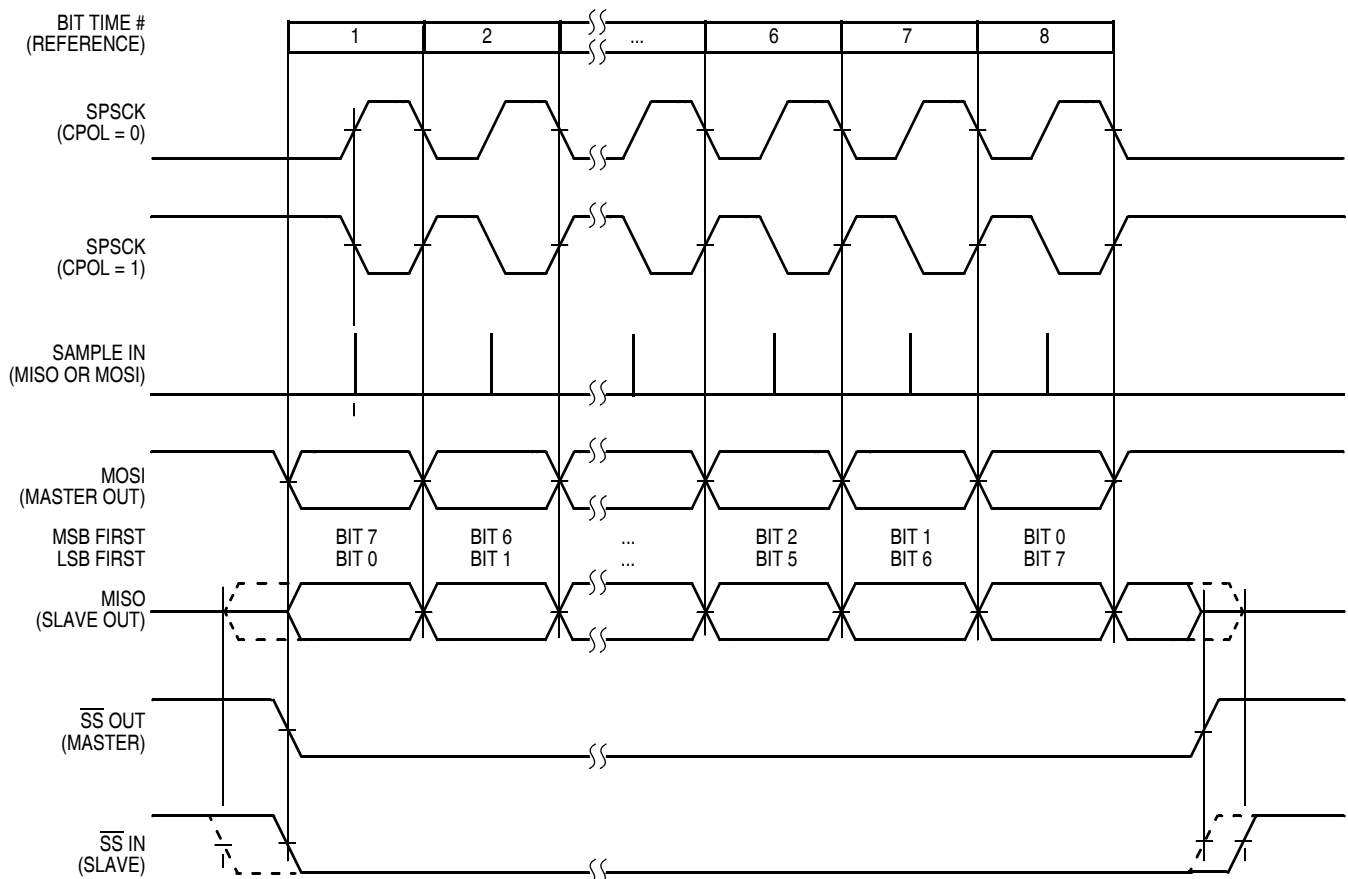 BIT TIME #
(REFERENCE)
1 2 ... 6 7 8
SPSCK
(CPOL = 0)
SPSCK
(CPOL = 1)
SAMPLE IN
(MISO OR MOSI)
MOSI
(MASTER OUT)
MSB FIRST BIT 7 BIT 6 ... BIT 2 BIT 1 BIT 0
LSB FIRST BIT 0 BIT 1 ... BIT 5 BIT 6 BIT 7
MISO
(SLAVE OUT)
S̅S̅ OUT
(MASTER)
S̅S̅ IN
(SLAVE)